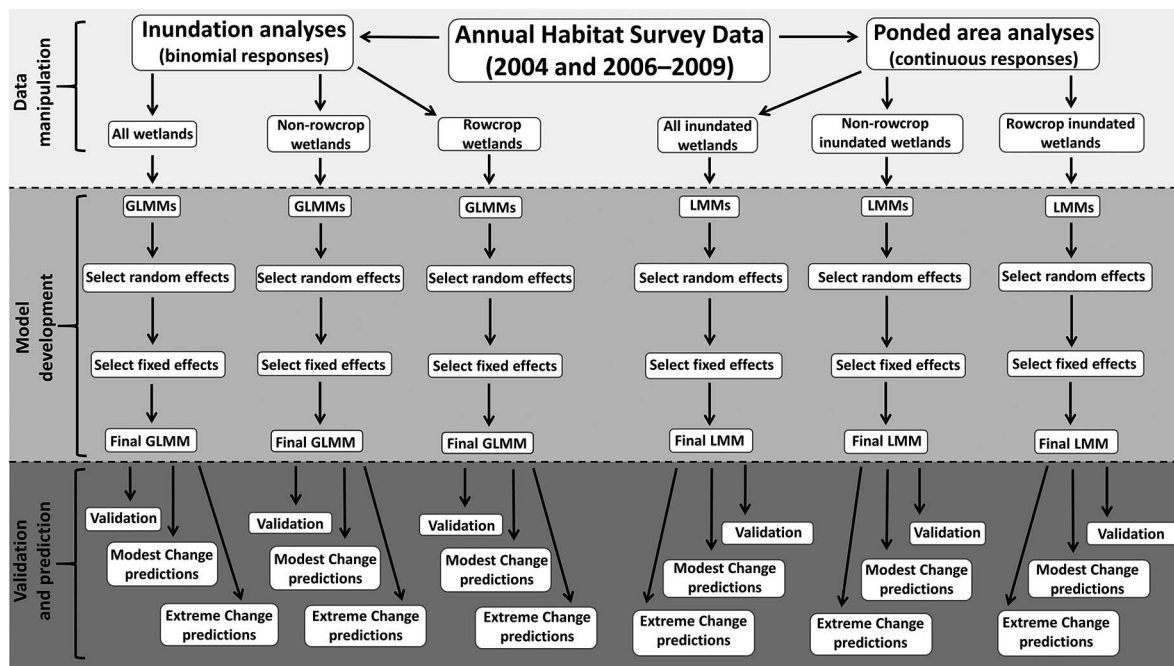 Data
manipulation
Inundation analyses
(binomial responses)
Annual Habitat Survey Data
(2004 and 2006–2009)
Ponded area analyses
(continuous responses)
All wetlands
Non-rowcrop
wetlands
Rowcrop
wetlands
All inundated
wetlands
Non-rowcrop
inundated wetlands
Rowcrop inundated
wetlands
Model
development
GLMMs
GLMMs
GLMMs
LMMs
LMMs
LMMs
Select random effects
Select random effects
Select random effects
Select random effects
Select random effects
Select random effects
Select fixed effects
Select fixed effects
Select fixed effects
Select fixed effects
Select fixed effects
Select fixed effects
Final GLMM
Final GLMM
Final GLMM
Final LMM
Final LMM
Final LMM
Validation
and prediction
Validation
Validation
Validation
Validation
Validation
Validation
Modest Change
predictions
Modest Change
predictions
Modest Change
predictions
Modest Change
predictions
Modest Change
predictions
Modest Change
predictions
Extreme Change
predictions
Extreme Change
predictions
Extreme Change
predictions
Extreme Change
predictions
Extreme Change
predictions
Extreme Change
predictions